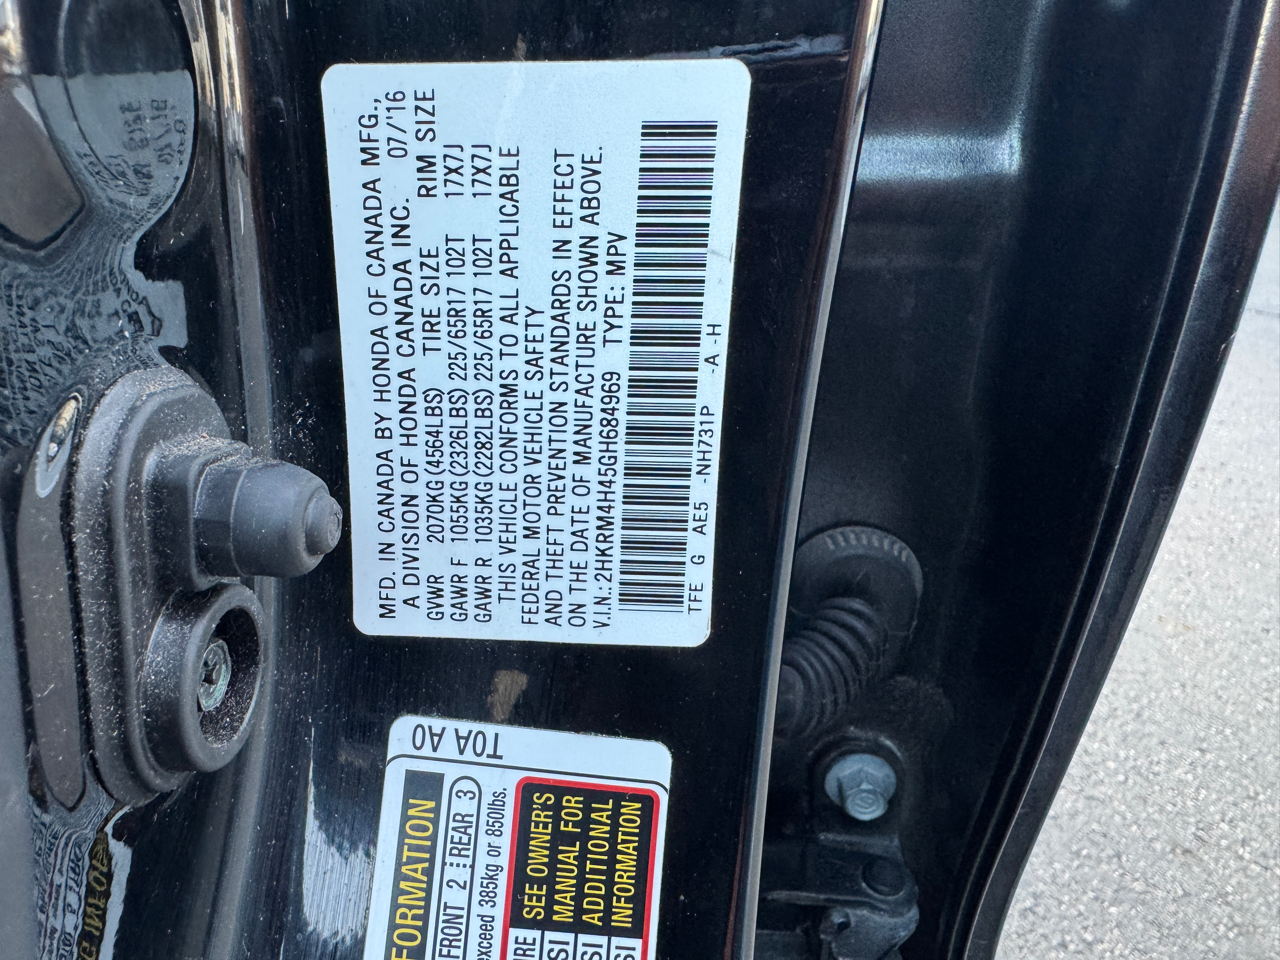 MFD. IN CANADA BY HONDA OF CANADA MFG.,
A DIVISION OF HONDA CANADA INC. 07/'16
GVWR 2070KG(4564LBS) TIRE SIZE RIM SIZE
GAWR F 1055KG(2326LBS) 225/65R17 102T 17X7J
GAWR R 1035KG(2282LBS) 225/65R17 102T 17X7J
THIS VEHICLE CONFORMS TO ALL APPLICABLE
FEDERAL MOTOR VEHICLE SAFETY
AND THEFT PREVENTION STANDARDS IN EFFECT
ON THE DATE OF MANUFACTURE SHOWN ABOVE.
V.I.N.: 2HKRM4H45GH684969 TYPE: MPV
TFE G AE5 -NH731P -A -H
T0A A0
FORMATION
FRONT 2 REAR 3
exceed 385kg or 850lbs.
SEE OWNER'S
MANUAL FOR
ADDITIONAL
INFORMATION